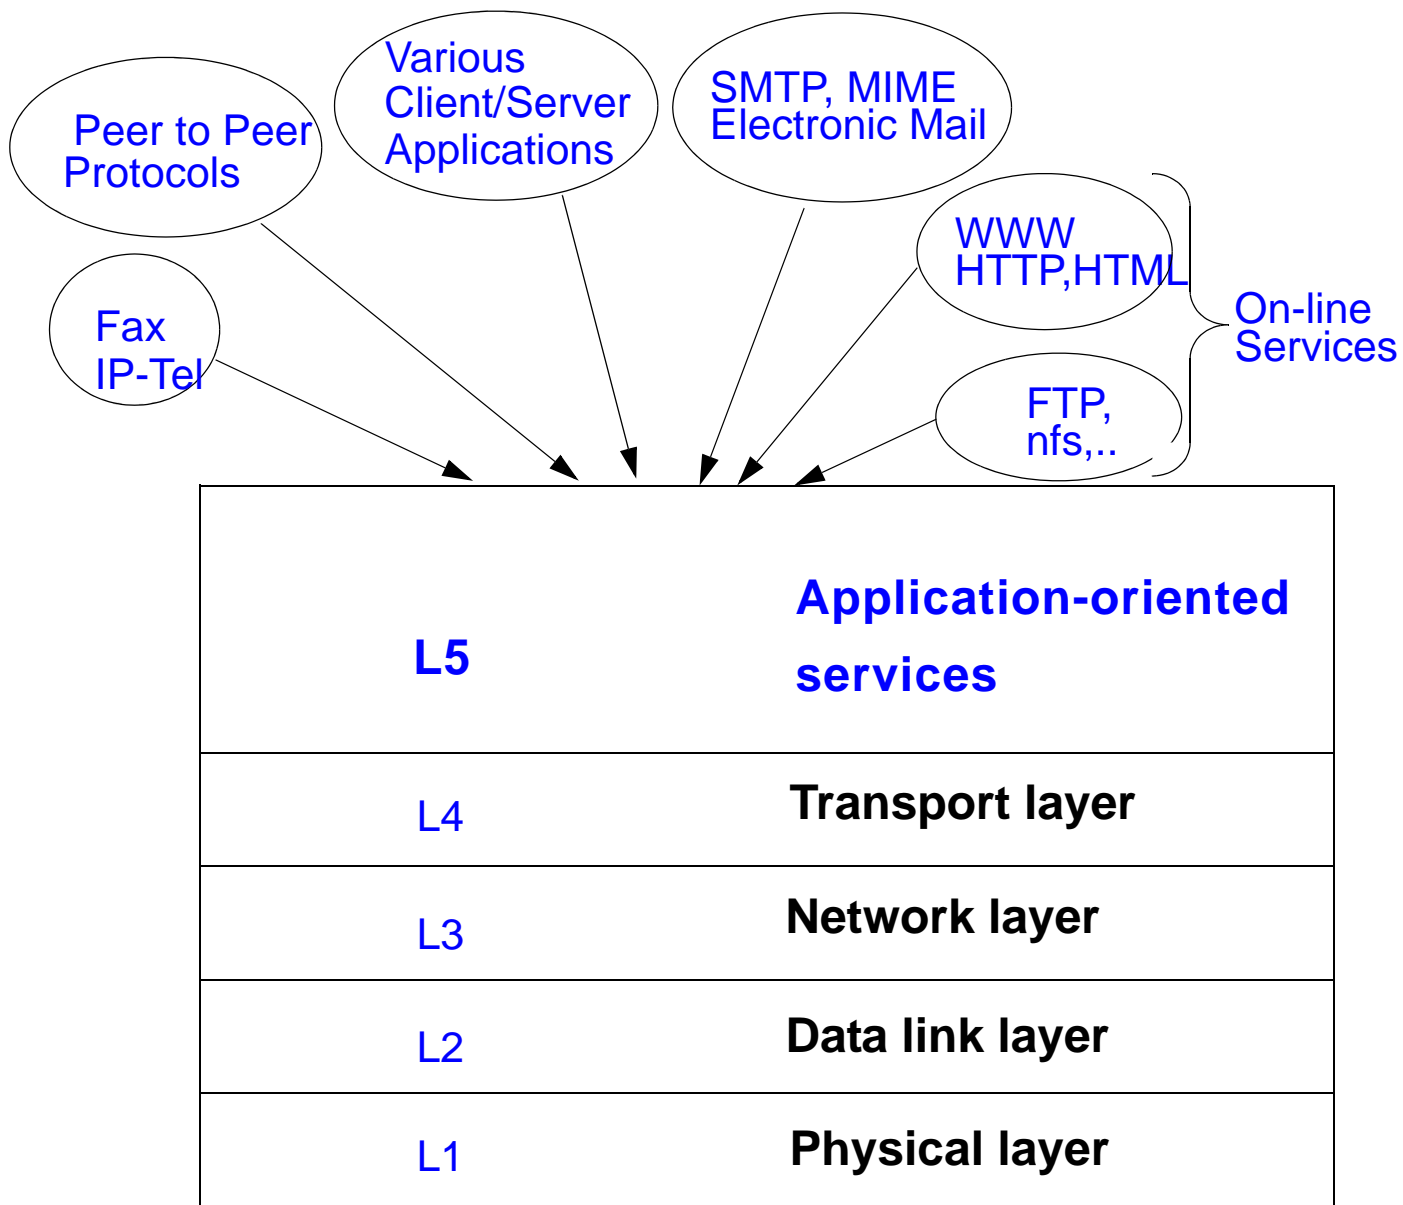 Various
Client/Server
Applications
SMTP, MIME
Electronic Mail
Peer to Peer
Protocols
WWW
HTTP,HTML
On-line
Services
Fax
IP-Tel
FTP,
nfs,..
L5
Application-oriented
services
L4
Transport layer
L3
Network layer
L2
Data link layer
L1
Physical layer